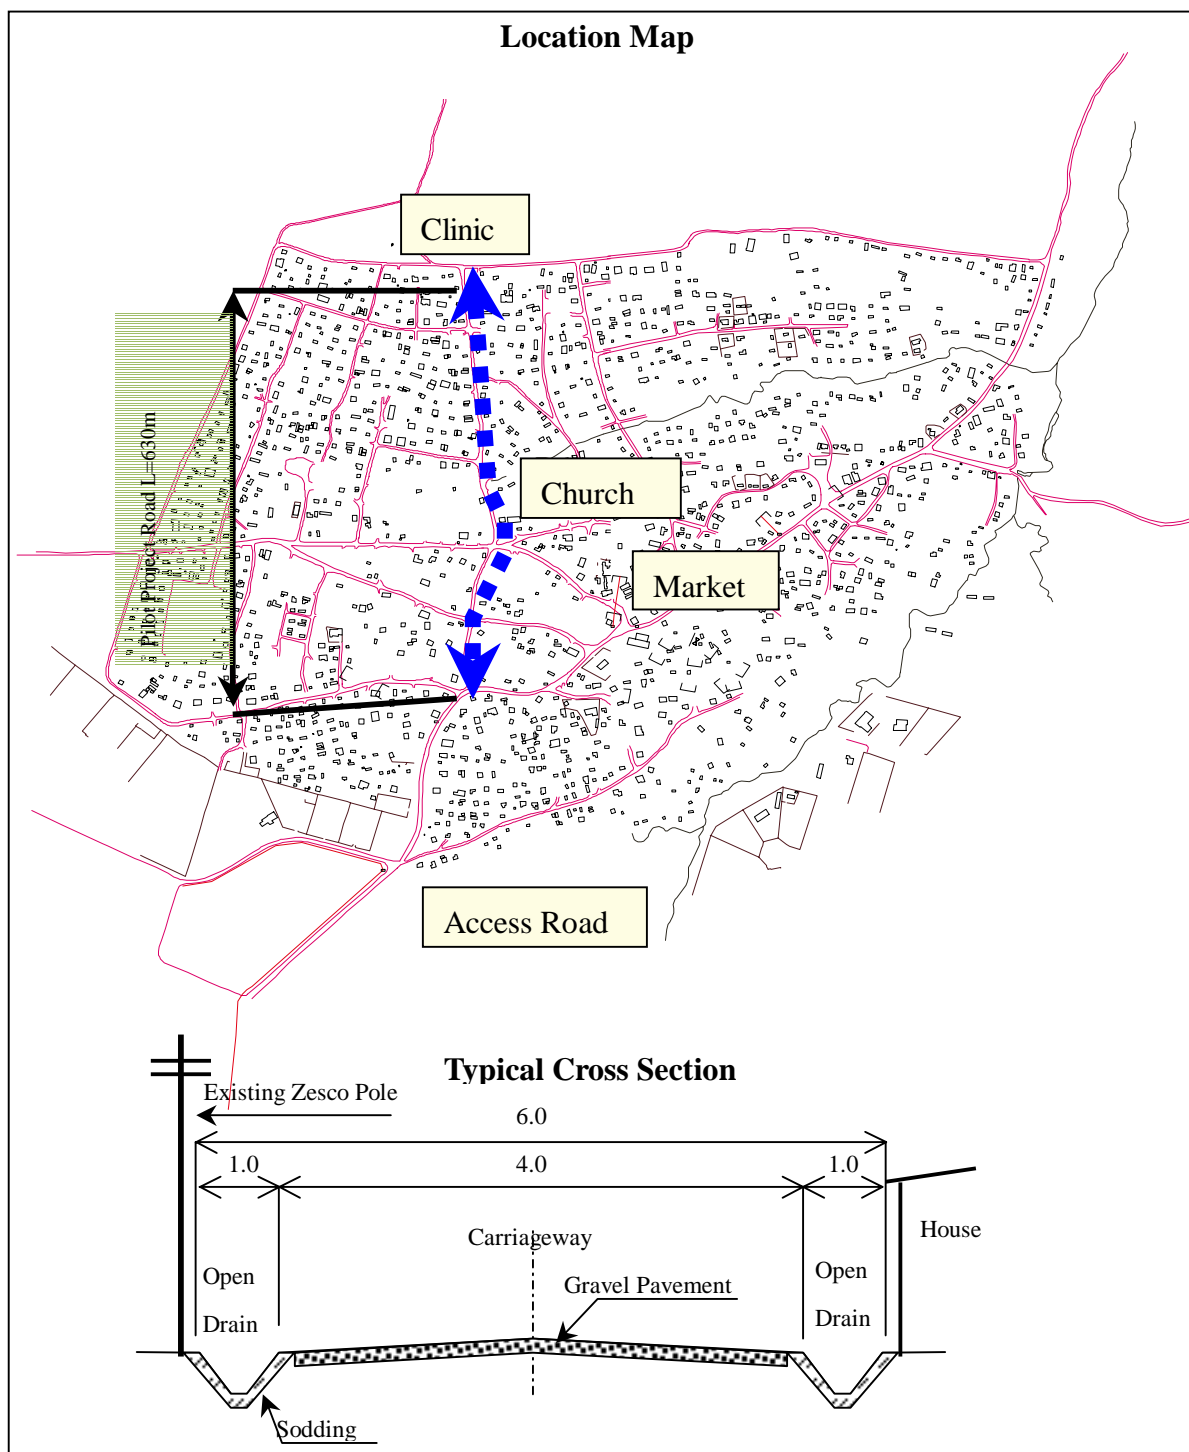 Location Map
Clinic
Pilot Project Road L=630m
Church
Market
Access Road
Typical Cross Section
Existing Zesco Pole
6.0
1.0
4.0
1.0
House
Carriageway
Open
Drain
Gravel Pavement
Open
Drain
Sodding